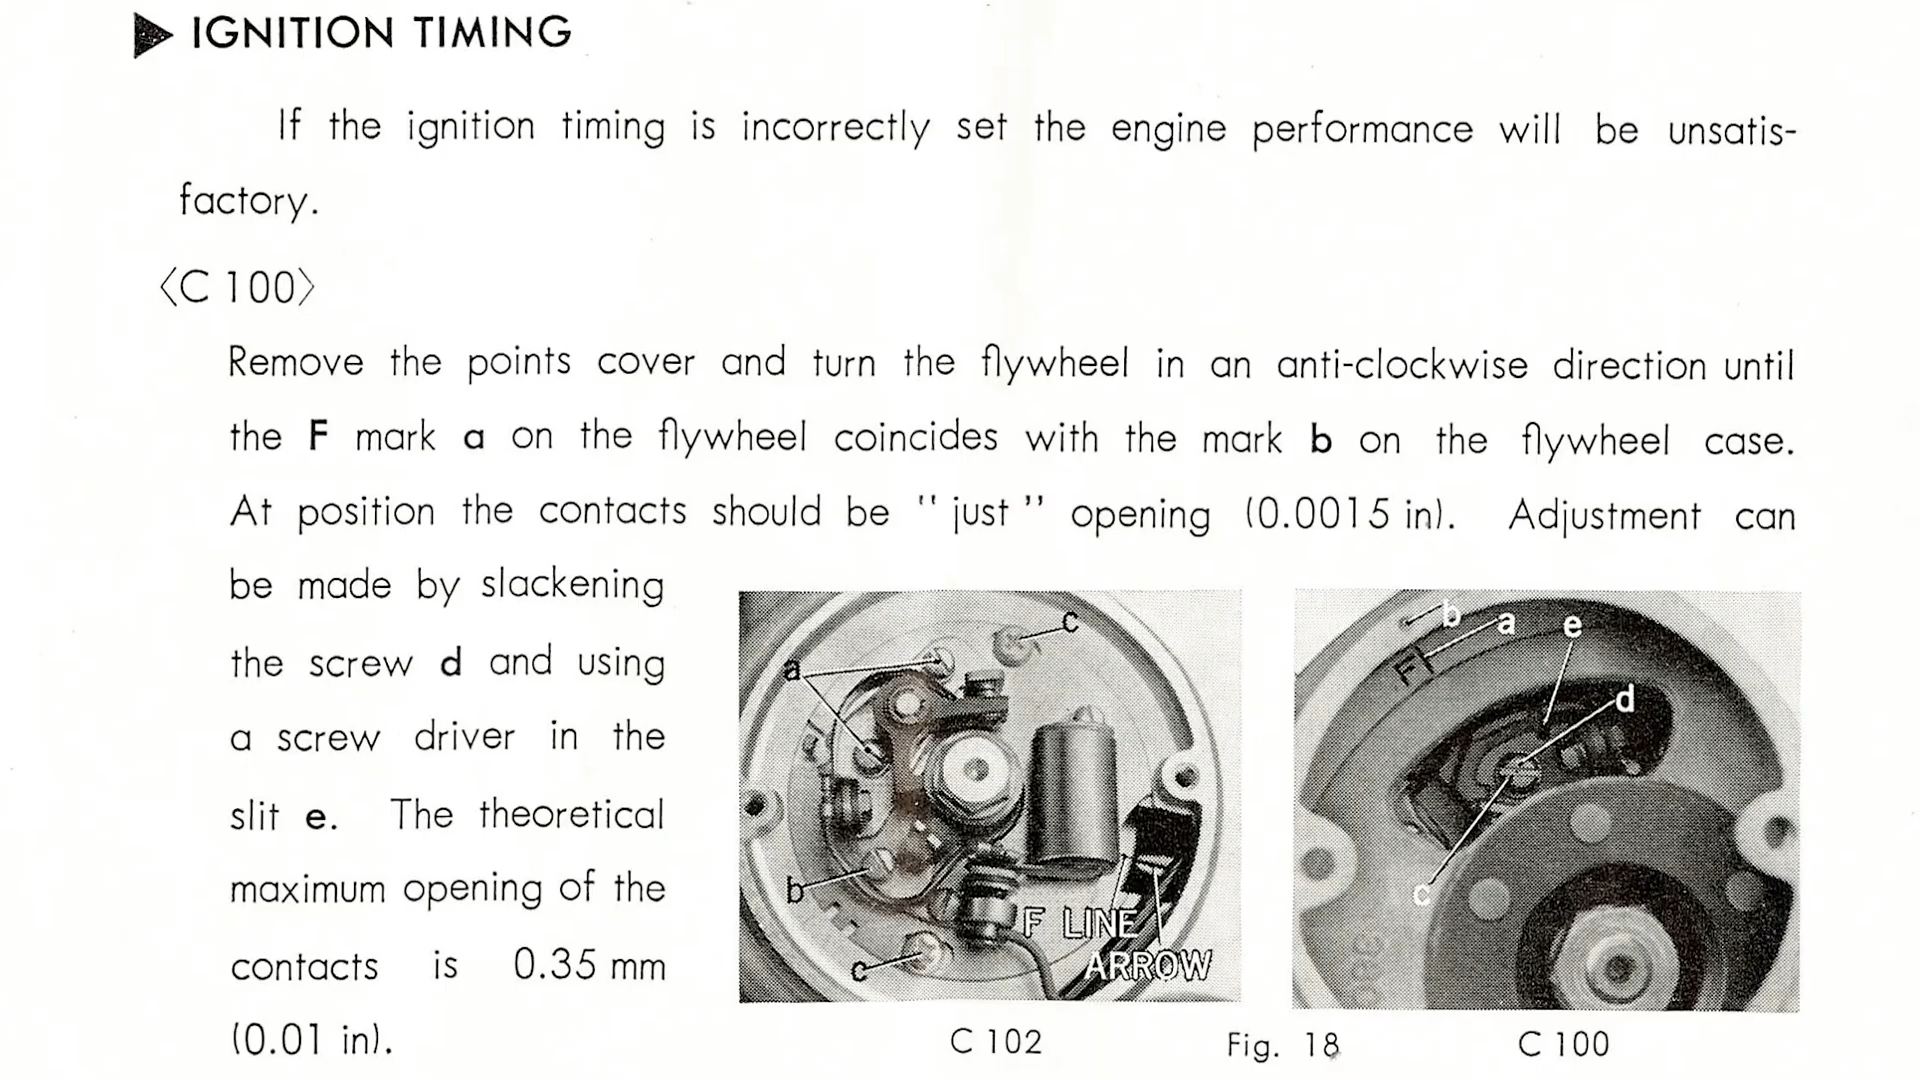 ▶ IGNITION TIMING
If the ignition timing is incorrectly set the engine performance will be unsatis-
factory.
〈C 100〉
Remove the points cover and turn the flywheel in an anti-clockwise direction until
the F mark a on the flywheel coincides with the mark b on the flywheel case.
At position the contacts should be "just" opening (0.0015 in). Adjustment can
be made by slackening
the screw d and using
a screw driver in the
slit e. The theoretical
maximum opening of the
contacts is 0.35 mm
(0.01 in).
c
a
b
c
F LINE
ARROW
C 102
b
a
e
F
d
c
Fig. 18
C 100